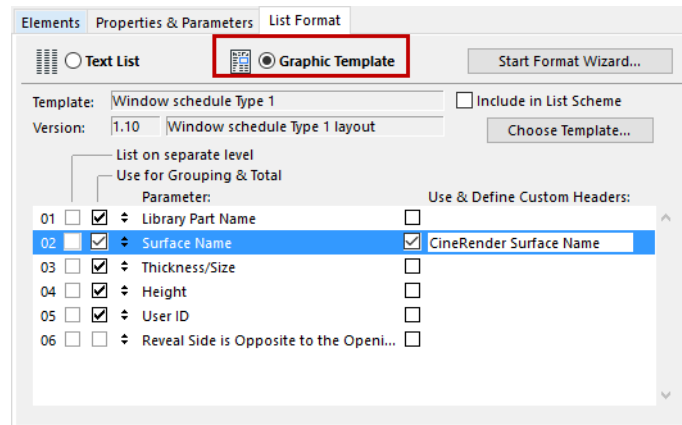 Elements Properties & Parameters List Format
Text List Graphic Template Start Format Wizard...
Template: Window schedule Type 1 Include in List Scheme
Version: 1.10 Window schedule Type 1 layout Choose Template...
List on separate level
Use for Grouping & Total
Parameter: Use & Define Custom Headers:
01 Library Part Name
02 Surface Name CineRender Surface Name
03 Thickness/Size
04 Height
05 User ID
06 Reveal Side is Opposite to the Openi...